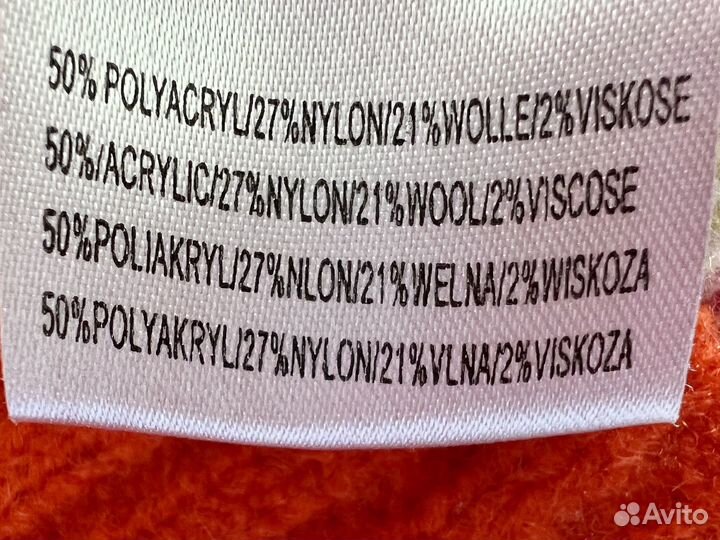 50% POLYACRYL/27%NYLON/21%WOLLE/2%VISKOSE
50%/ACRYLIC/27%NYLON/21%WOOL/2%VISCOSE
50%POLIAKRYL/27%NLON/21%WELNA/2%WISKOZA
50%POLYAKRYL/27%NYLON/21%VLNA/2%VISKOZA
Avito